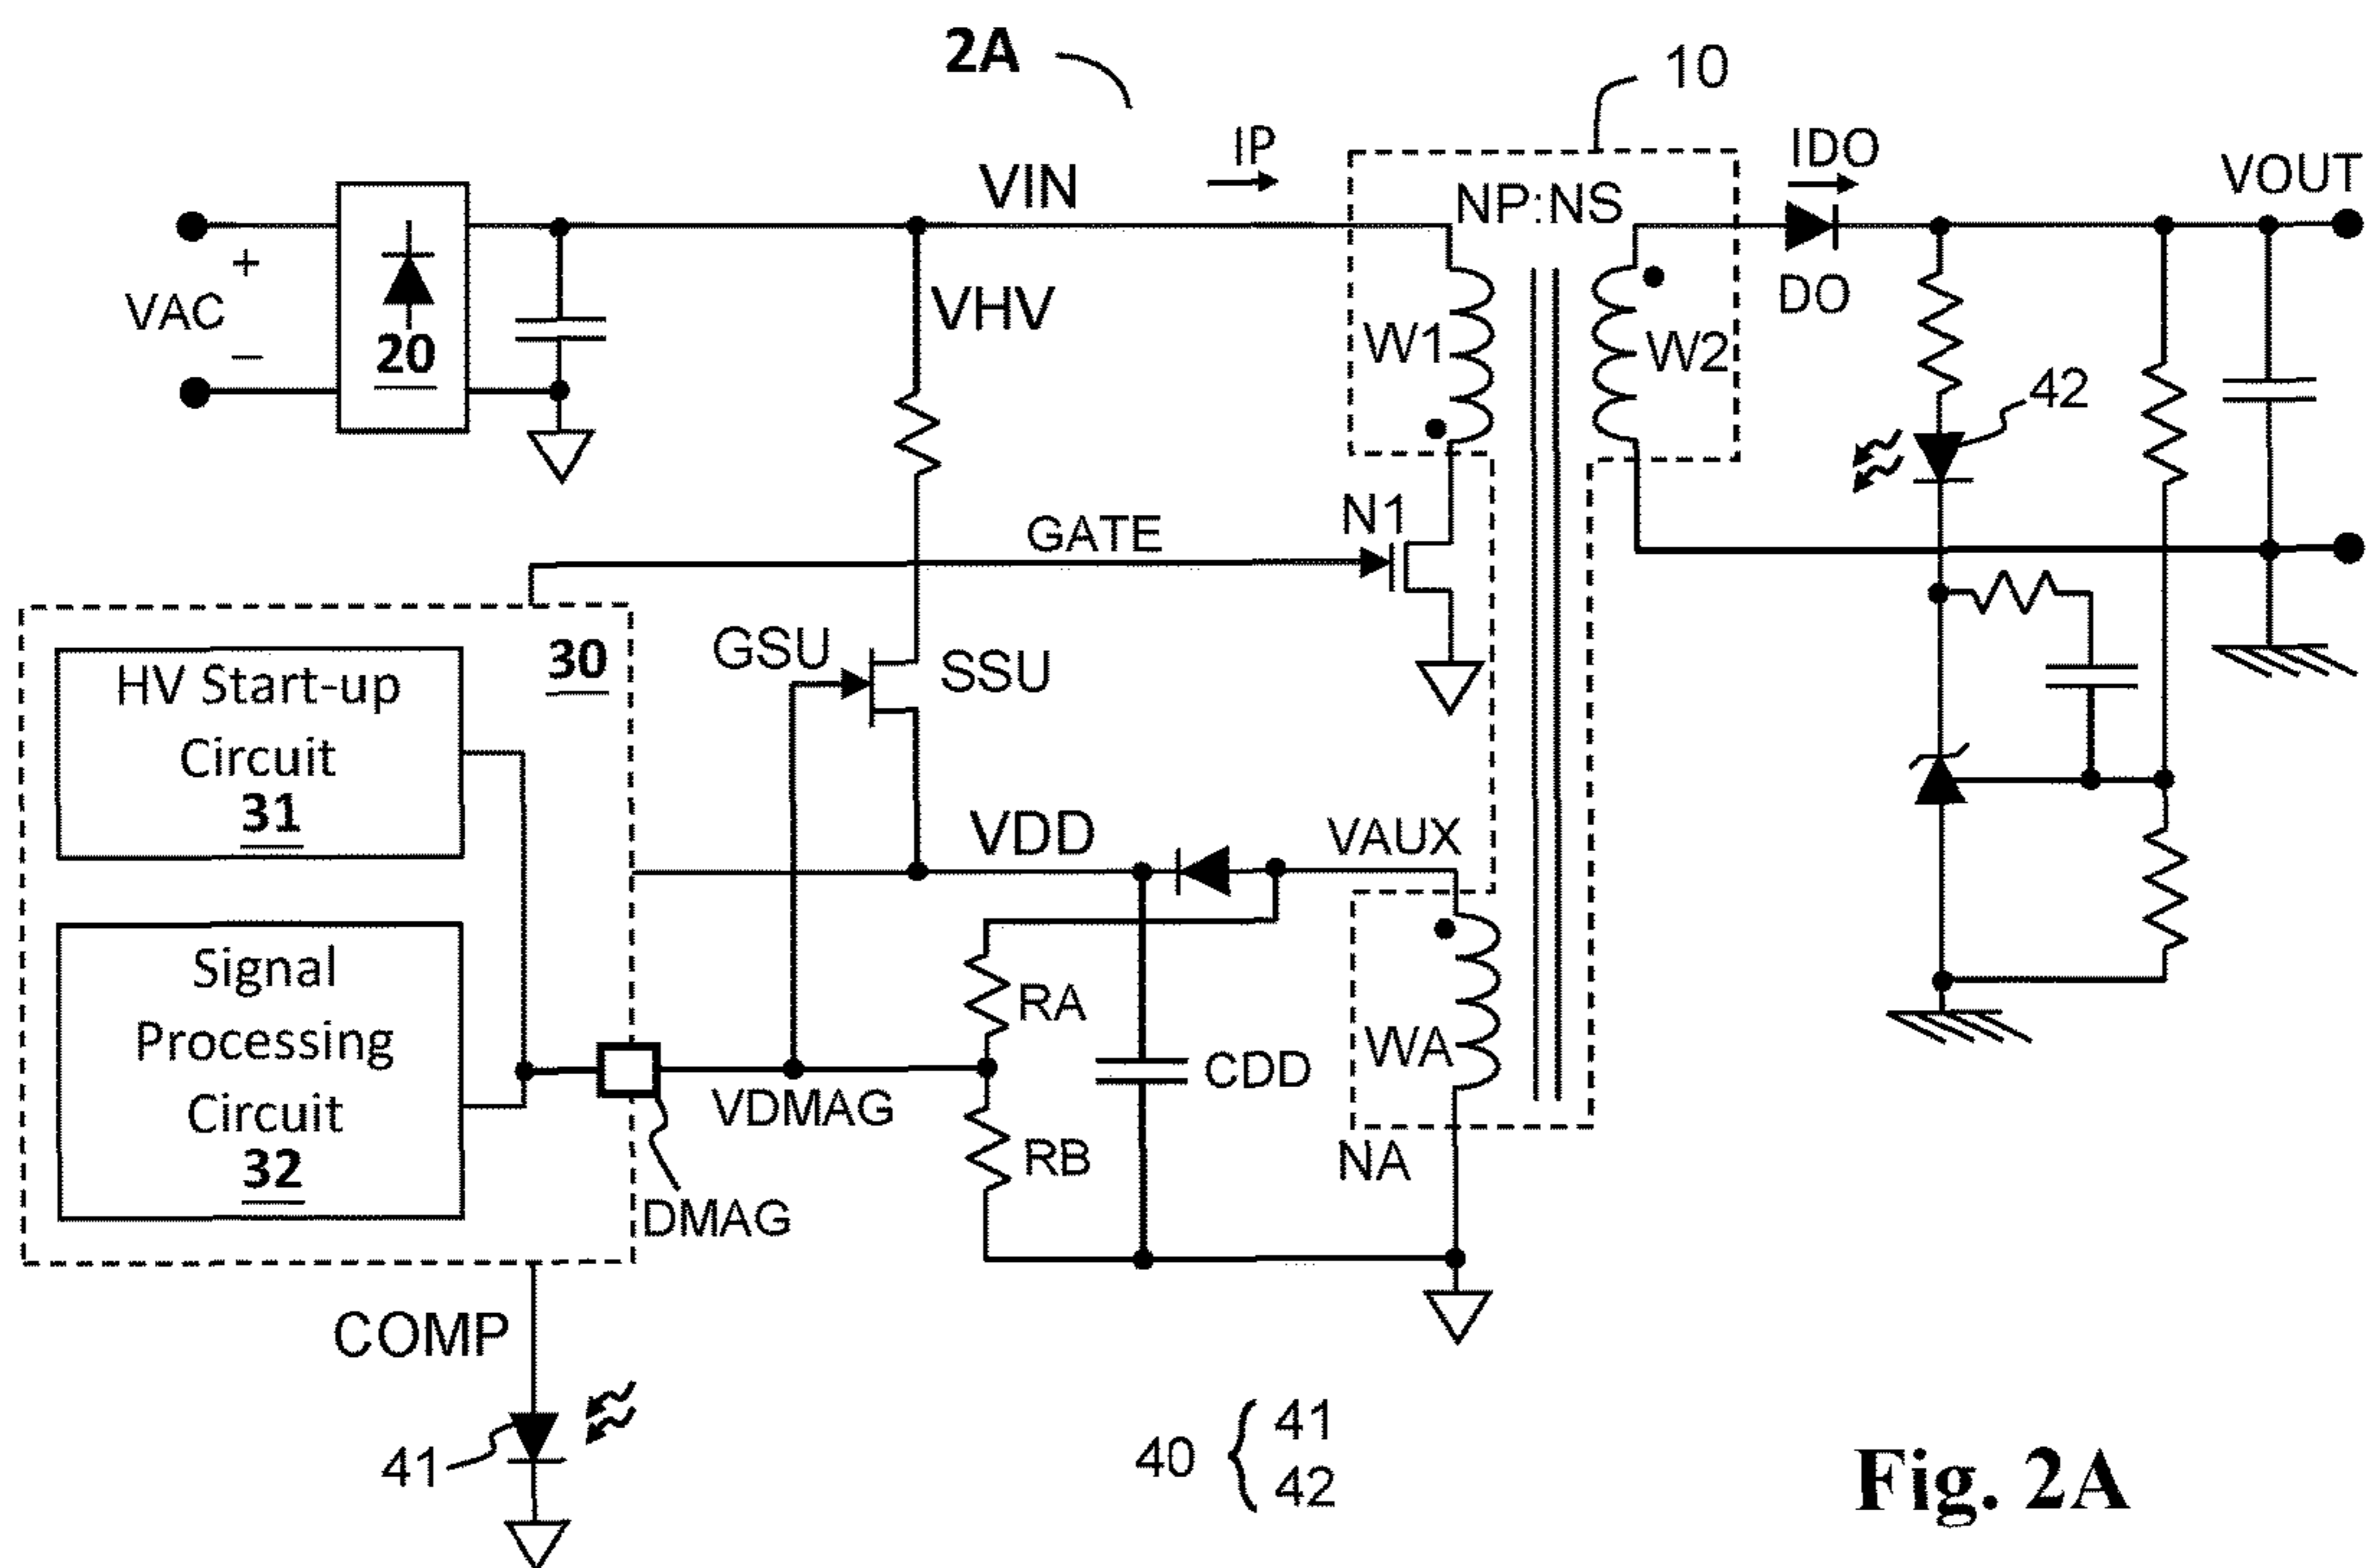 2A
10
IP
IDO
VOUT
VIN
NP:NS
+
VAC
−
20
VHV
W1
W2
DO
42
GATE
N1
GSU
SSU
30
HV Start-up
Circuit
31
VDD
VAUX
Signal
Processing
Circuit
32
RA
RB
CDD
WA
NA
VDMAG
DMAG
COMP
41
40 { 41
42
Fig. 2A